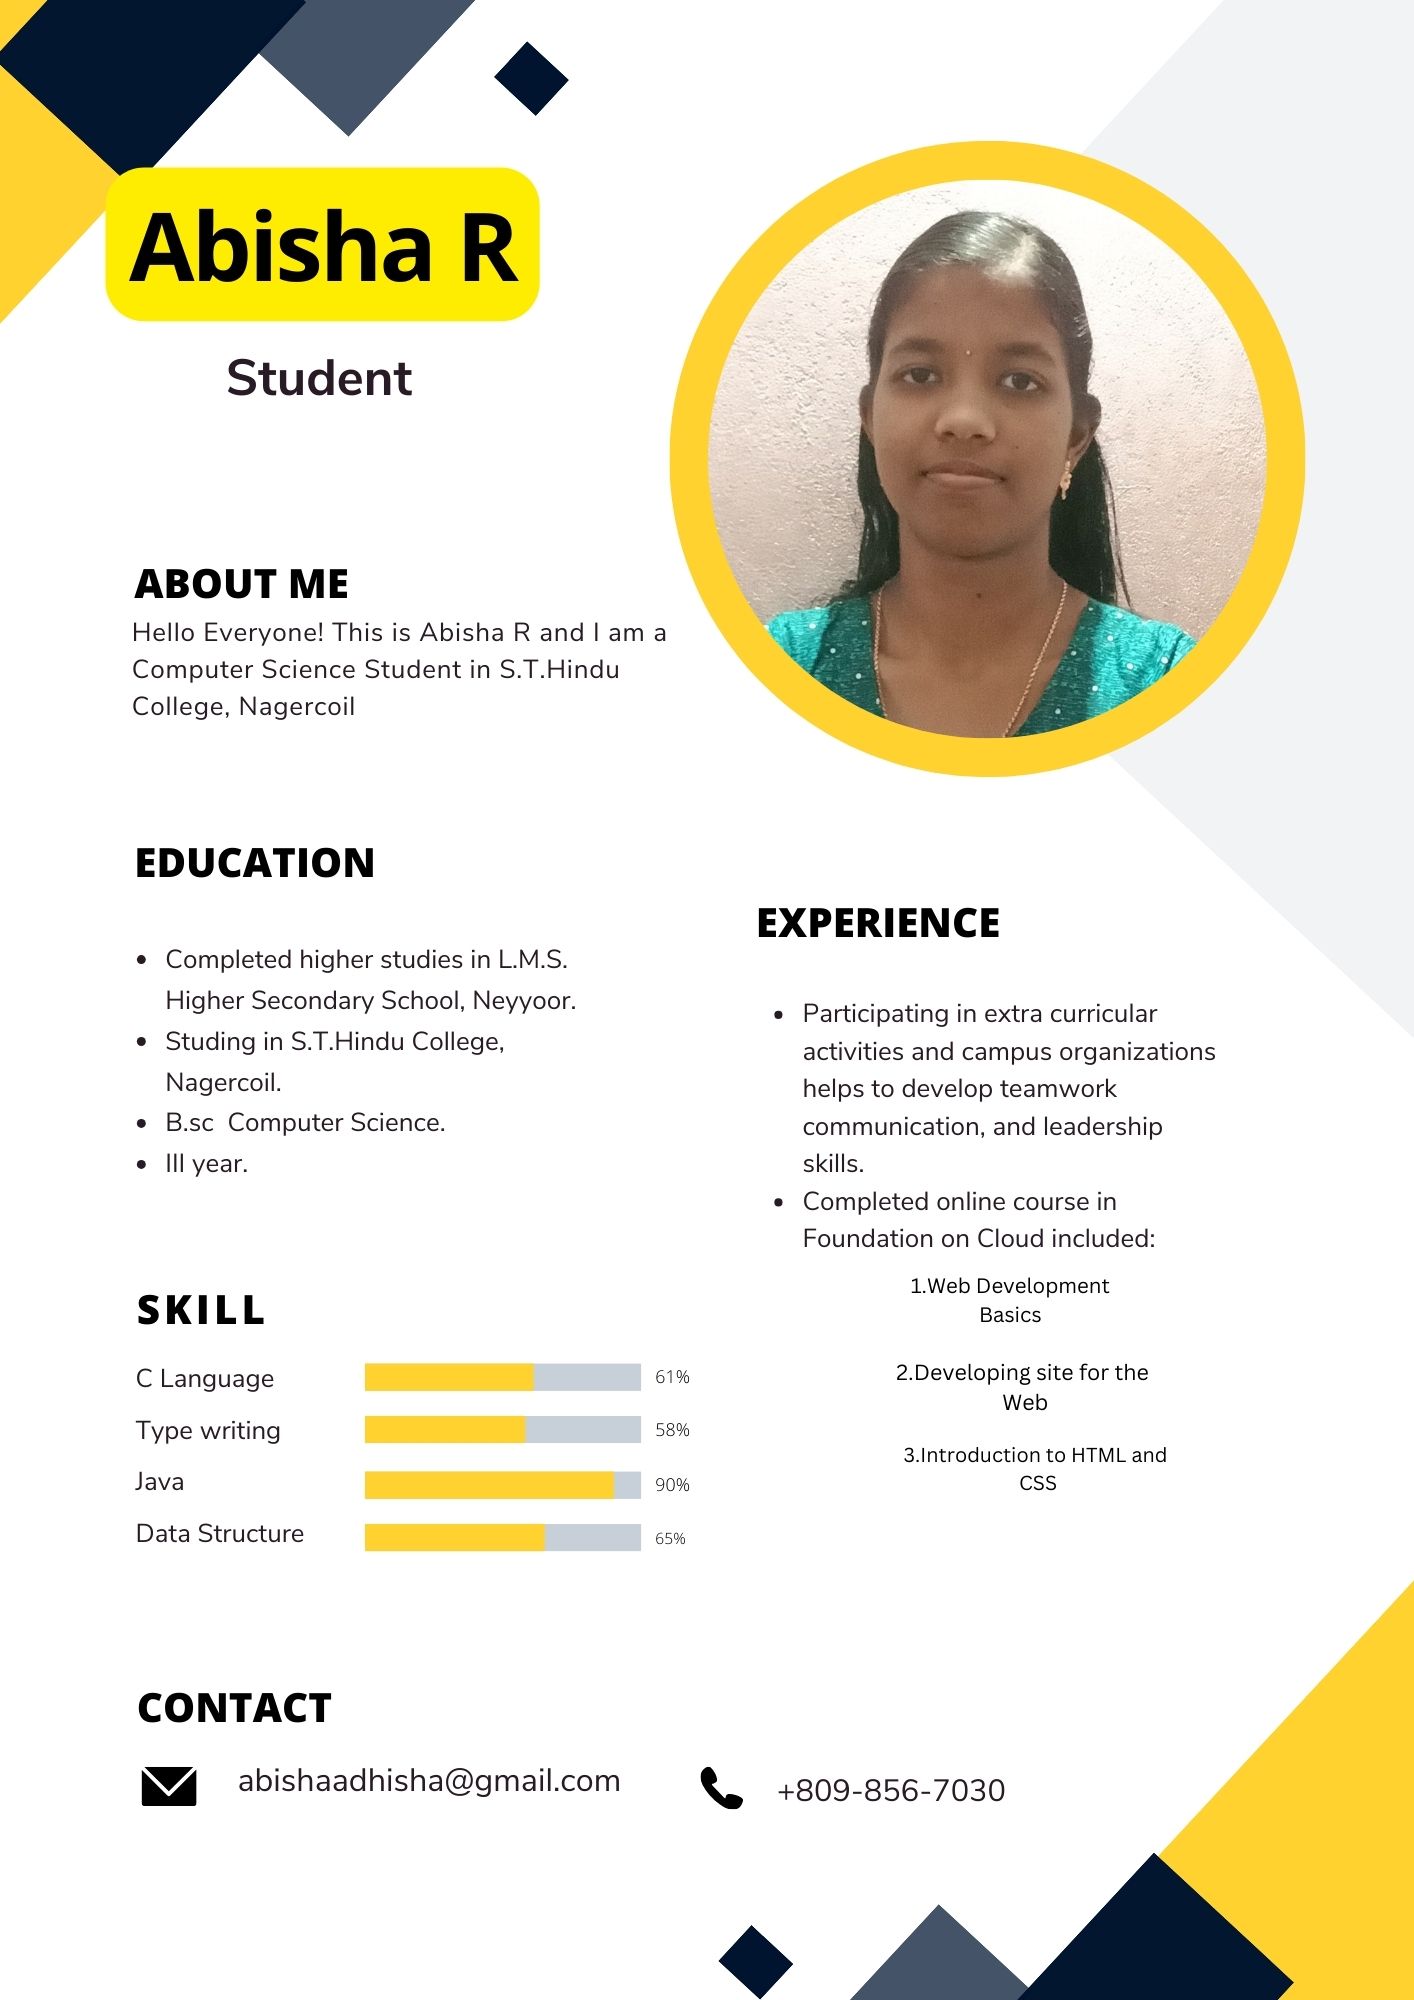 Abisha R
Student
ABOUT ME
Hello Everyone! This is Abisha R and I am a
Computer Science Student in S.T.Hindu
College, Nagercoil
EDUCATION
• Completed higher studies in L.M.S.
Higher Secondary School, Neyyoor.
• Studing in S.T.Hindu College,
Nagercoil.
• B.sc  Computer Science.
• III year.
SKILL
C Language 61%
Type writing 58%
Java 90%
Data Structure 65%
EXPERIENCE
• Participating in extra curricular
activities and campus organizations
helps to develop teamwork
communication, and leadership
skills.
• Completed online course in
Foundation on Cloud included:
1.Web Development
Basics
2.Developing site for the
Web
3.Introduction to HTML and
CSS
CONTACT
abishaadhisha@gmail.com
+809-856-7030